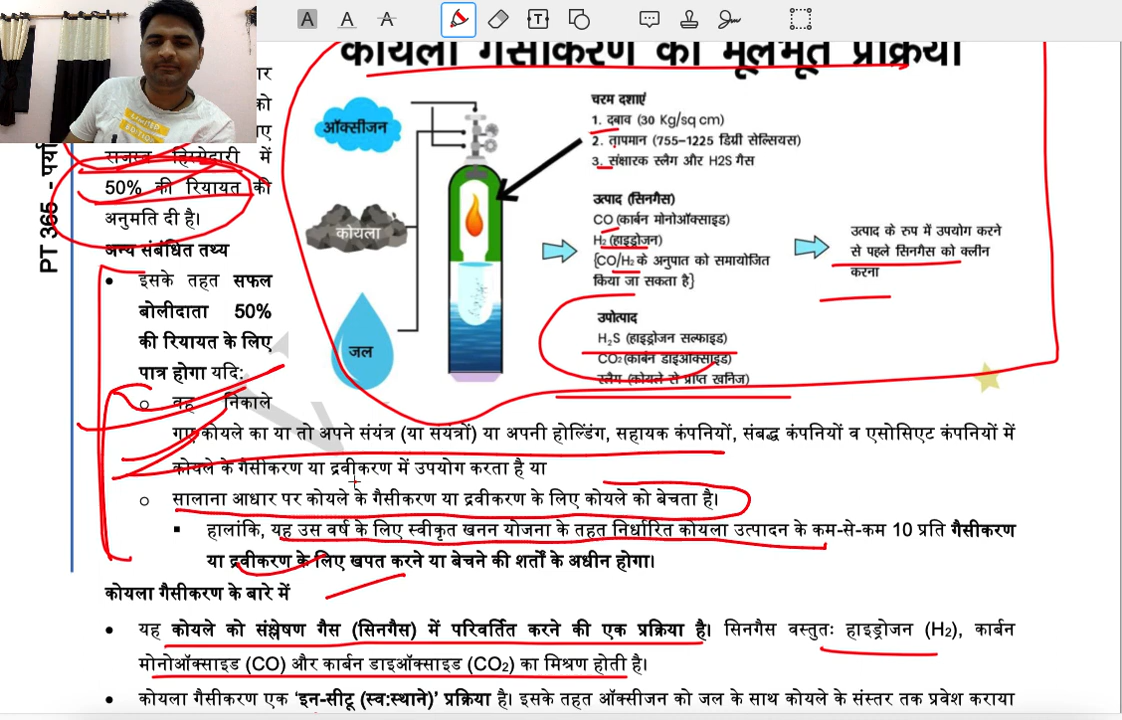 कोयला गैसीकरण की मूलभूत प्रक्रिया
ऑक्सीजन
कोयला
जल
चरम दशाएं
1. दबाव (30 Kg/sq cm)
2. तापमान (755-1225 डिग्री सेल्सियस)
3. संक्षारक स्लैग और H2S गैस
उत्पाद (सिनगैस)
CO (कार्बन मोनोऑक्साइड)
H₂ (हाइड्रोजन)
{CO/H₂ के अनुपात को समायोजित
किया जा सकता है}
उत्पाद के रुप में उपयोग करने
से पहले सिनगैस को क्लीन
करना
उपोत्पाद
H₂S (हाइड्रोजन सल्फाइड)
CO₂ (कार्बन डाइऑक्साइड)
स्लैग (कोयले से प्राप्त खनिज)
PT 365 -
राजस्व हिस्सेदारी में
50% की रियायत की
अनुमति दी है।
अन्य संबंधित तथ्य
• इसके तहत सफल
बोलीदाता 50%
की रियायत के लिए
पात्र होगा यदि:
o वह निकाले
गए कोयले का या तो अपने संयंत्र (या संयंत्रों) या अपनी होल्डिंग, सहायक कंपनियों, संबद्ध कंपनियों व एसोसिएट कंपनियों में
कोयले के गैसीकरण या द्रवीकरण में उपयोग करता है या
o सालाना आधार पर कोयले के गैसीकरण या द्रवीकरण के लिए कोयले को बेचता है।
▪ हालांकि, यह उस वर्ष के लिए स्वीकृत खनन योजना के तहत निर्धारित कोयला उत्पादन के कम-से-कम 10 प्रति गैसीकरण
या द्रवीकरण के लिए खपत करने या बेचने की शर्तों के अधीन होगा।
कोयला गैसीकरण के बारे में
• यह कोयले को संश्लेषण गैस (सिनगैस) में परिवर्तित करने की एक प्रक्रिया है। सिनगैस वस्तुतः हाइड्रोजन (H₂), कार्बन
मोनोऑक्साइड (CO) और कार्बन डाइऑक्साइड (CO₂) का मिश्रण होती है।
• कोयला गैसीकरण एक 'इन-सीटू (स्व:स्थाने)' प्रक्रिया है। इसके तहत ऑक्सीजन को जल के साथ कोयले के संस्तर तक प्रवेश कराया